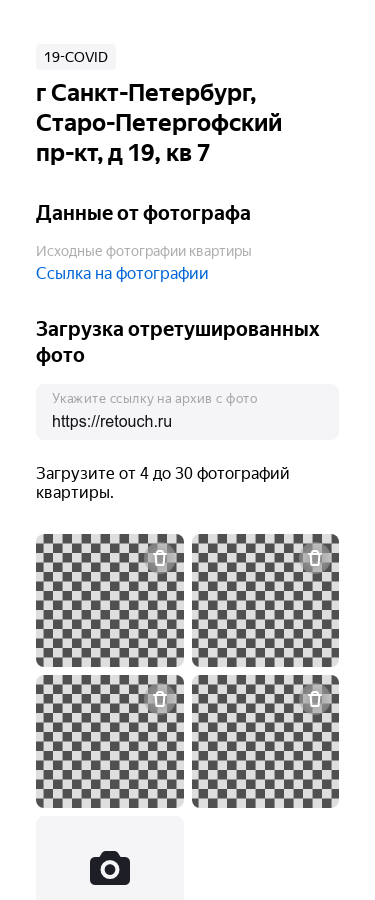 19-COVID
г Санкт-Петербург,
Старо-Петергофский
пр-кт, д 19, кв 7
Данные от фотографа
Исходные фотографии квартиры
Ссылка на фотографии
Загрузка отретушированных
фото
Укажите ссылку на архив с фото
https://retouch.ru
Загрузите от 4 до 30 фотографий
квартиры.